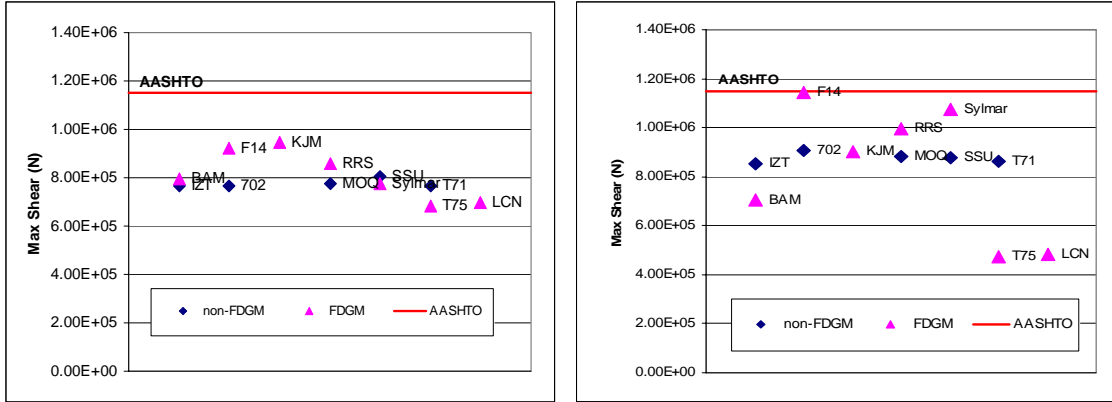 1.40E+06
1.20E+06
AASHTO
1.00E+06
KJM
F14
RRS
8.00E+05
BAM
IZT
702
MOQ
SSU
Sylmar
T71
T75
LCN
6.00E+05
4.00E+05
2.00E+05
0.00E+00
Max Shear (N)
non-FDGM FDGM AASHTO
1.40E+06
1.20E+06
AASHTO
F14
Sylmar
1.00E+06
RRS
702
KJM
IZT
MOQ
SSU
T71
8.00E+05
BAM
6.00E+05
T75
LCN
4.00E+05
2.00E+05
0.00E+00
Max Shear (N)
non-FDGM FDGM AASHTO